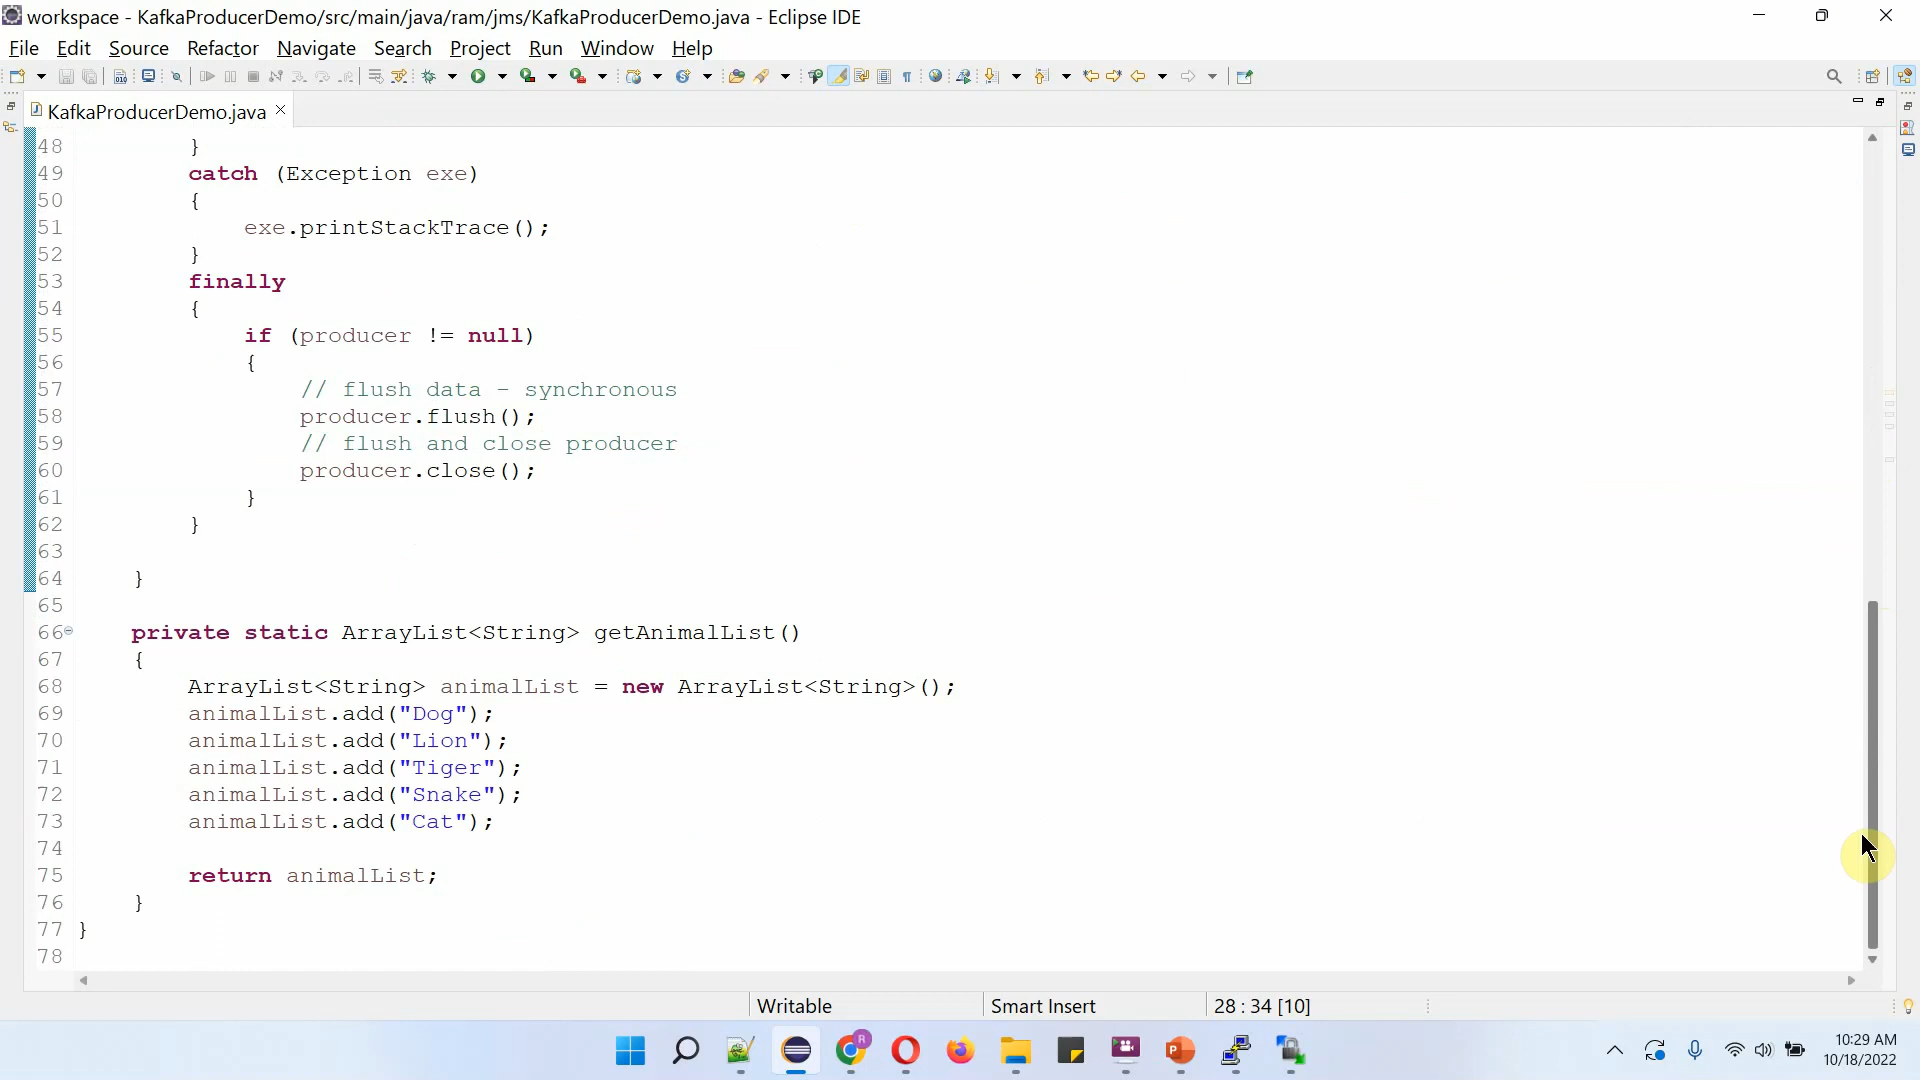 workspace - KafkaProducerDemo/src/main/java/ram/jms/KafkaProducerDemo.java - Eclipse IDE
File Edit Source Refactor Navigate Search Project Run Window Help
KafkaProducerDemo.java
48 }
49 catch (Exception exe)
50 {
51 exe.printStackTrace();
52 }
53 finally
54 {
55 if (producer != null)
56 {
57 // flush data - synchronous
58 producer.flush();
59 // flush and close producer
60 producer.close();
61 }
62 }
63
64 }
65
66 private static ArrayList<String> getAnimalList()
67 {
68 ArrayList<String> animalList = new ArrayList<String>();
69 animalList.add("Dog");
70 animalList.add("Lion");
71 animalList.add("Tiger");
72 animalList.add("Snake");
73 animalList.add("Cat");
74
75 return animalList;
76 }
77 }
78
Writable Smart Insert 28 : 34 [10]
R
10:29 AM
10/18/2022